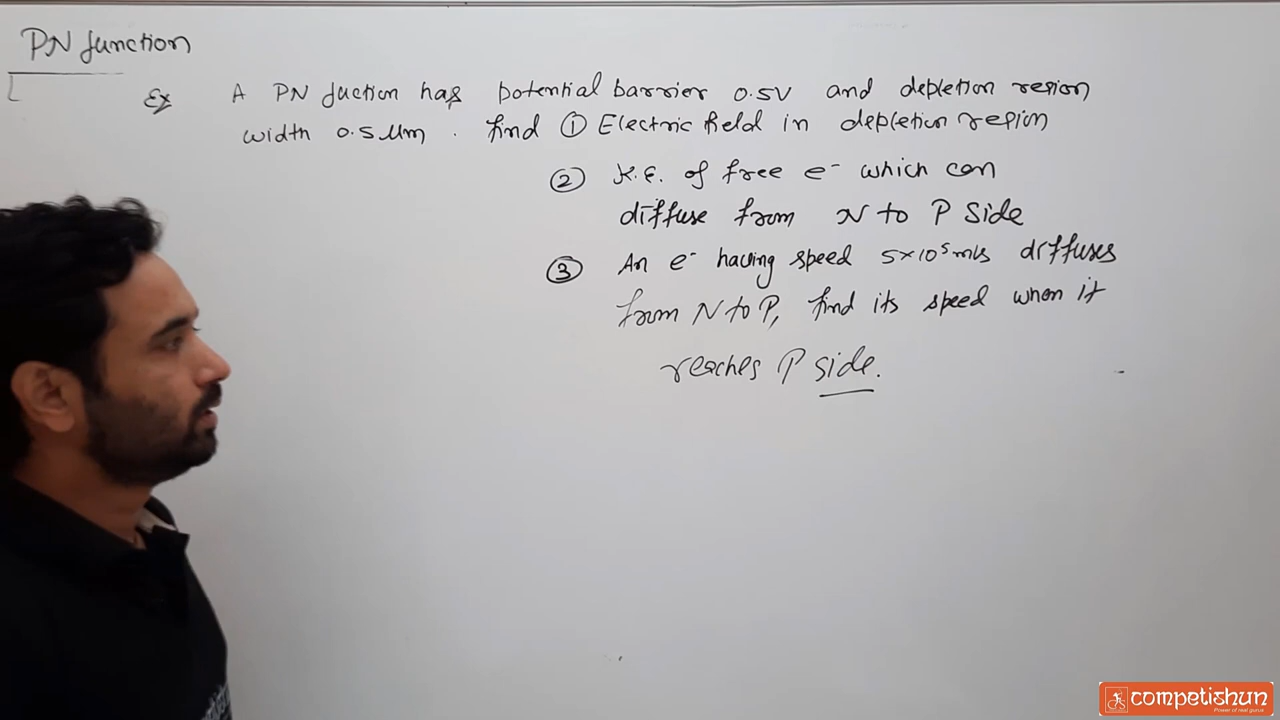 PN Junction
Ex A PN Juction has potential barrier 0.5V and depletion region
width 0.5 μm . find ① Electric field in depletion region
② K.E. of free e⁻ which can
diffuse from N to P side
③ An e⁻ having speed 5×10⁵ m/s diffuses
from N to P, find its speed when it
reaches P side.
competishun
Power of real gurus